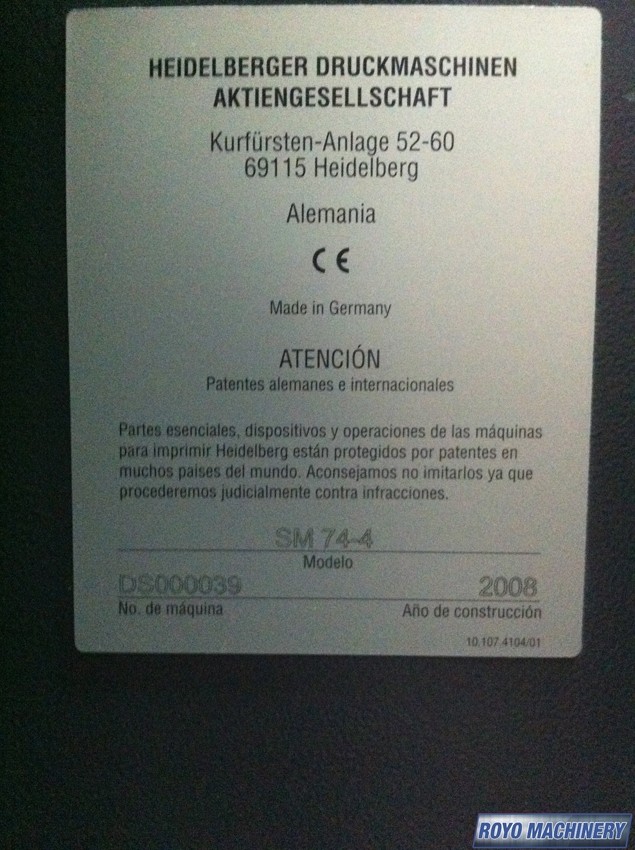 HEIDELBERGER DRUCKMASCHINEN
AKTIENGESELLSCHAFT
Kurfürsten-Anlage 52-60
69115 Heidelberg
Alemania
CE
Made in Germany
ATENCIÓN
Patentes alemanes e internacionales
Partes esenciales, dispositivos y operaciones de las máquinas
para imprimir Heidelberg están protegidos por patentes en
muchos países del mundo. Aconsejamos no imitarlos ya que
procederemos judicialmente contra infracciones.
SM 74-4
Modelo
DS000039 2008
No. de máquina Año de construcción
10.107.4104/01
ROYO MACHINERY